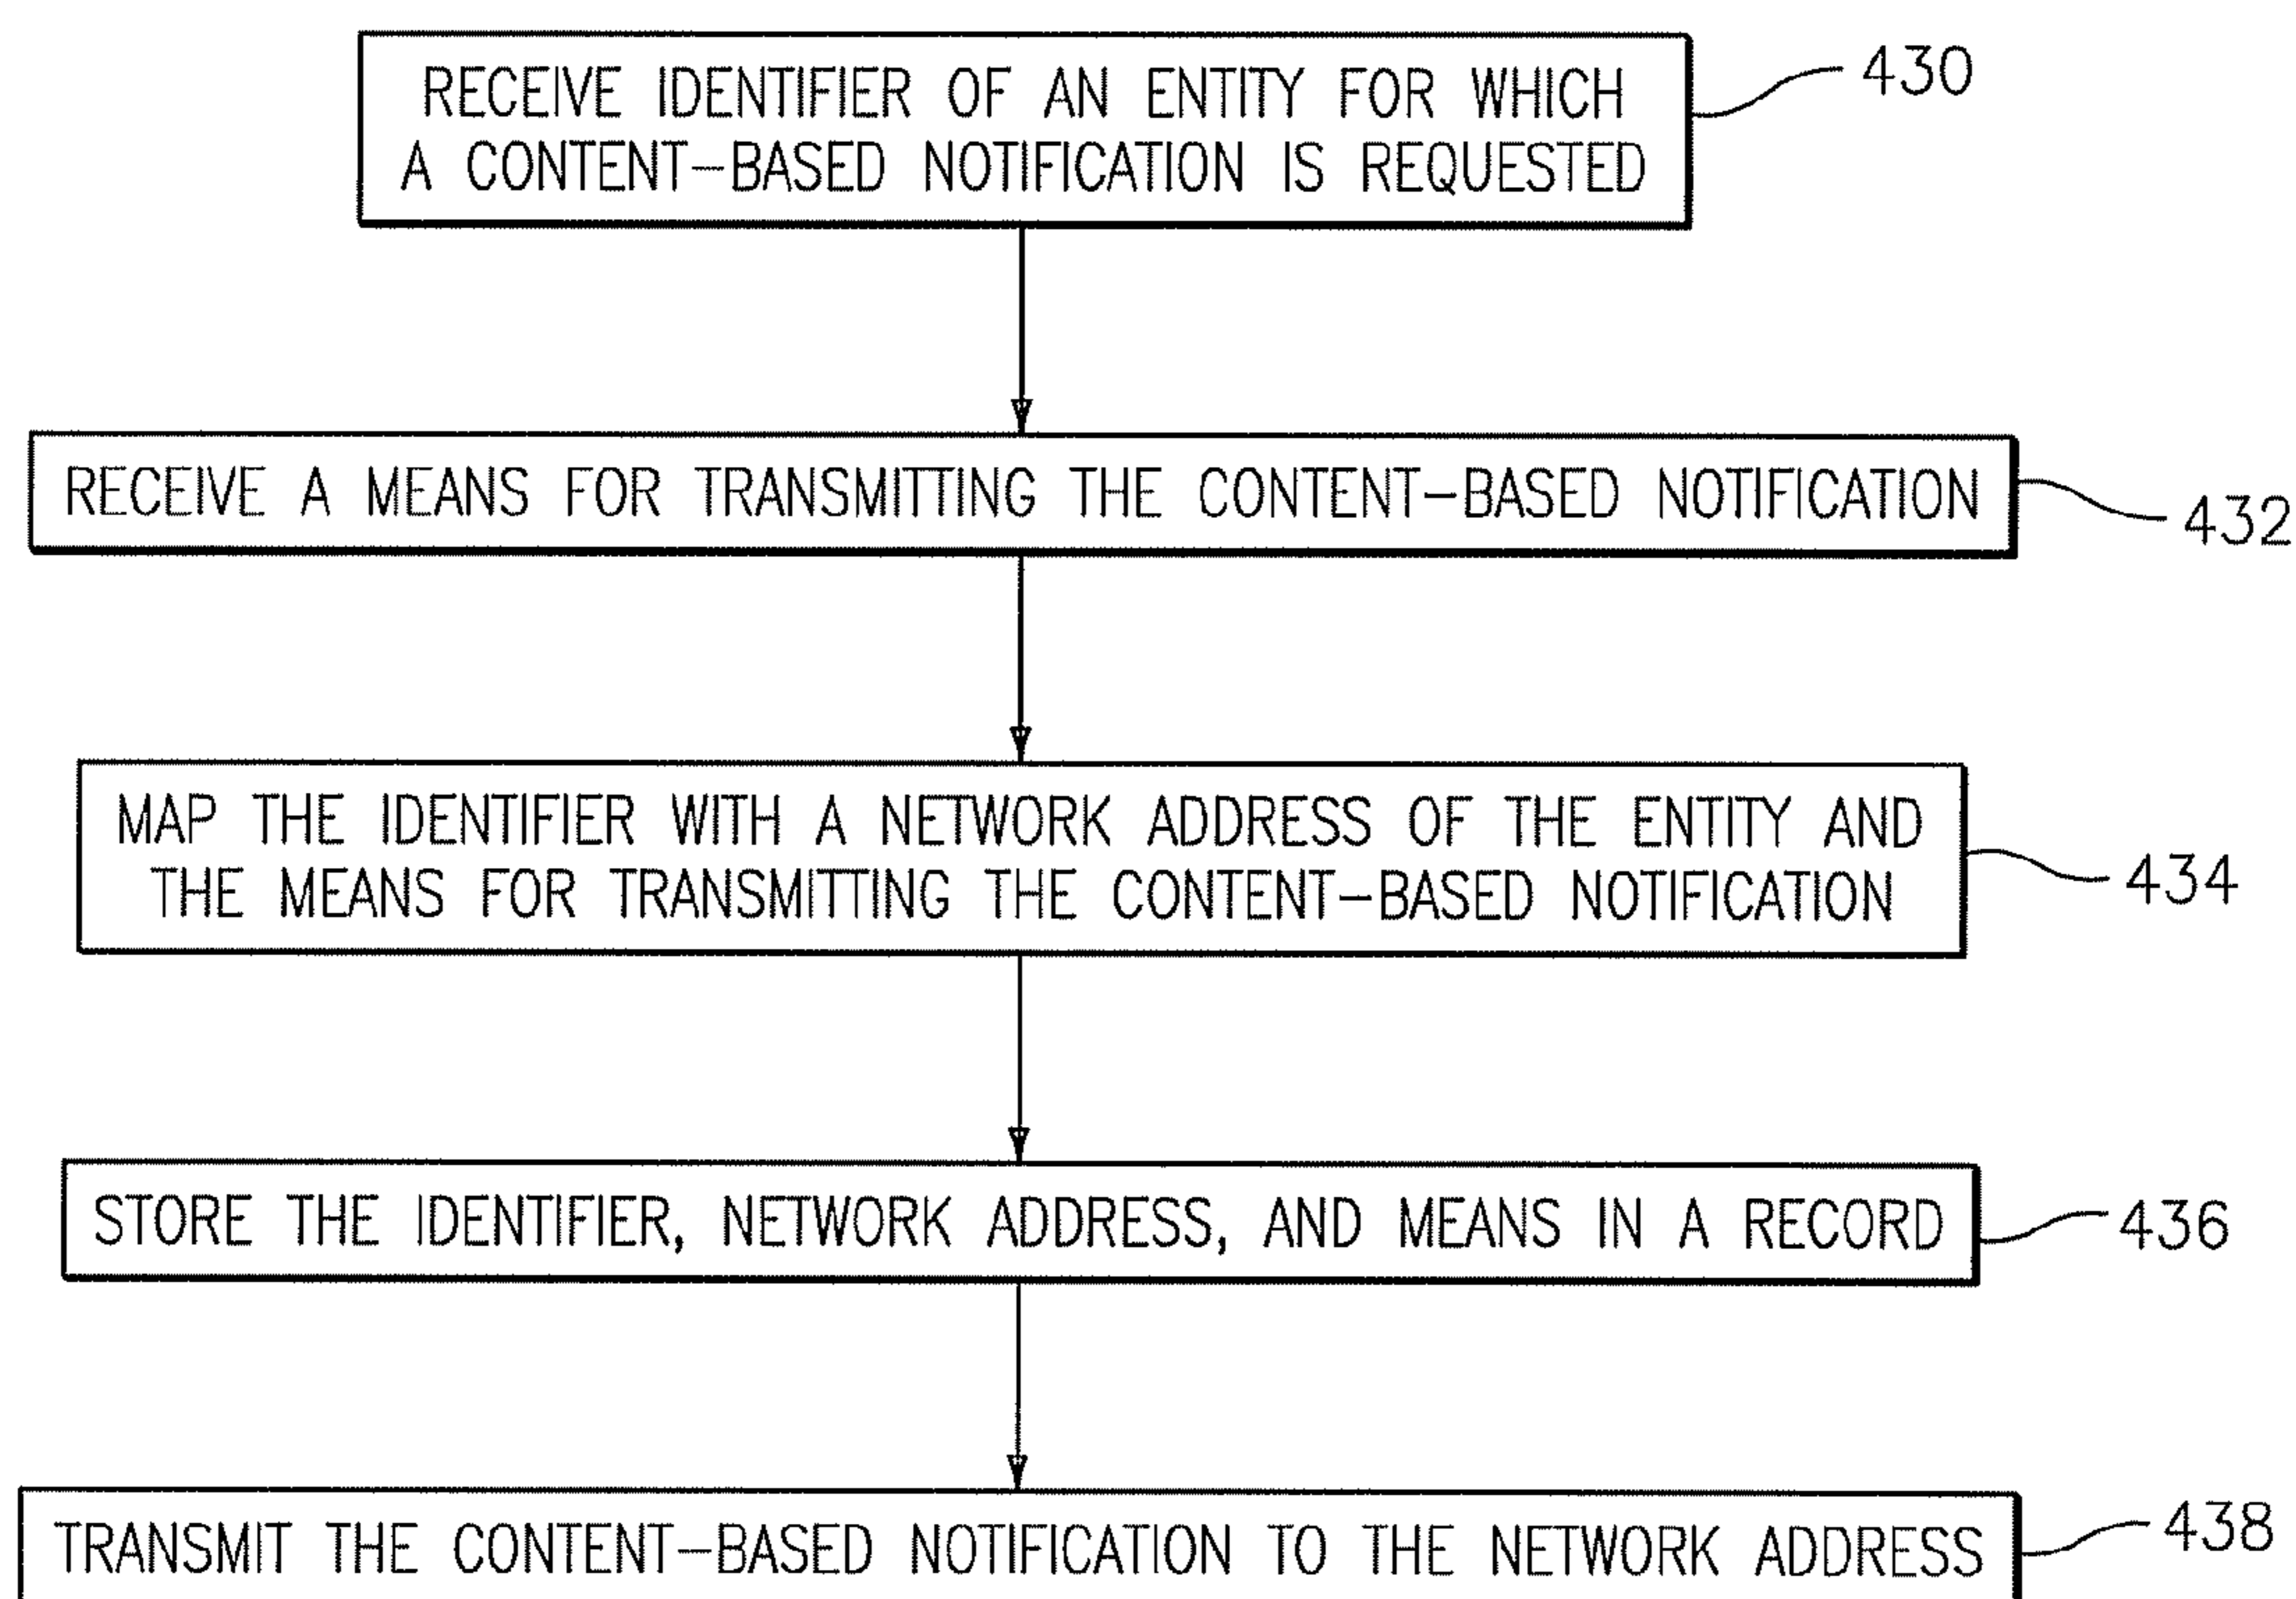 RECEIVE IDENTIFIER OF AN ENTITY FOR WHICH
A CONTENT-BASED NOTIFICATION IS REQUESTED
430
RECEIVE A MEANS FOR TRANSMITTING THE CONTENT-BASED NOTIFICATION
432
MAP THE IDENTIFIER WITH A NETWORK ADDRESS OF THE ENTITY AND
THE MEANS FOR TRANSMITTING THE CONTENT-BASED NOTIFICATION
434
STORE THE IDENTIFIER, NETWORK ADDRESS, AND MEANS IN A RECORD
436
TRANSMIT THE CONTENT-BASED NOTIFICATION TO THE NETWORK ADDRESS
438